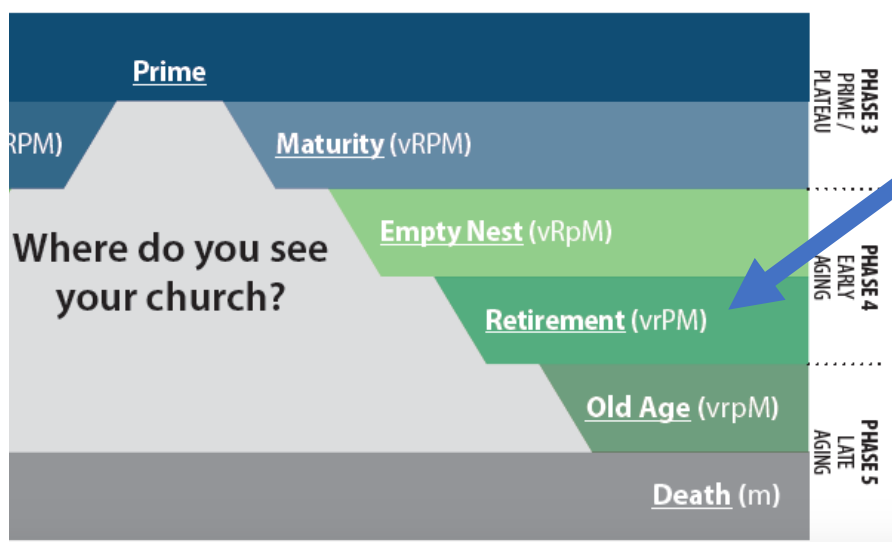 Prime
RPM)
Maturity (vRPM)
Where do you see
your church?
Empty Nest (vRpM)
Retirement (vrPM)
Old Age (vrpM)
Death (m)
PHASE 3
PRIME /
PLATEAU
PHASE 4
EARLY
AGING
PHASE 5
LATE
AGING